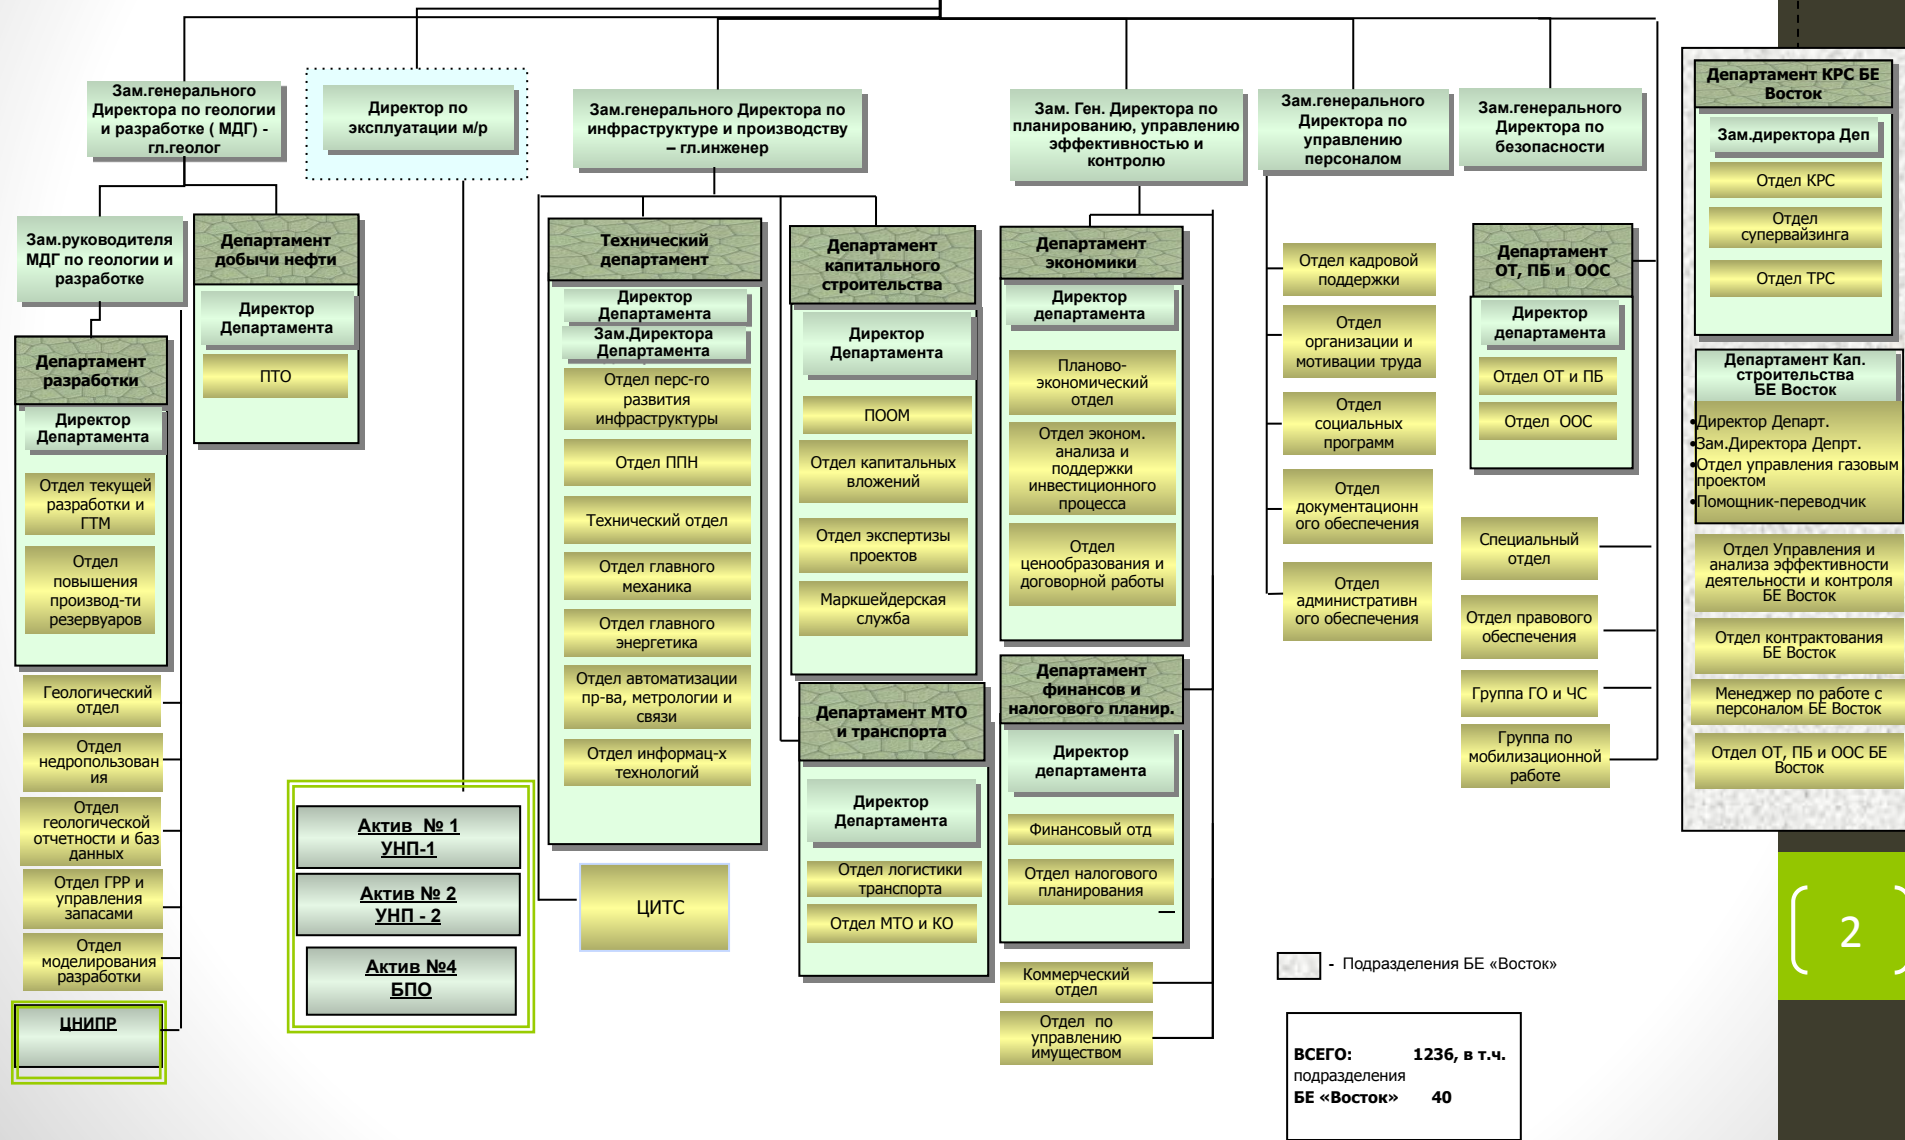 Зам.генерального
Директора по геологии
и разработке ( МДГ) -
гл.геолог
Директор по
эксплуатации м/р
Зам.генерального Директора по
инфраструктуре и производству
– гл.инженер
Зам. Ген. Директора по
планированию, управлению
эффективностью и
контролю
Зам.генерального
Директора по
управлению
персоналом
Зам.генерального
Директора по
безопасности
Департамент КРС БЕ
Восток
Зам.директора Деп
Отдел КРС
Отдел
супервайзинга
Отдел ТРС
Зам.руководителя
МДГ по геологии и
разработке
Департамент
добычи нефти
Директор
Департамента
ПТО
Департамент
разработки
Директор
Департамента
Отдел текущей
разработки и
ГТМ
Отдел
повышения
производ-ти
резервуаров
Геологический
отдел
Отдел
недропользован
ия
Отдел
геологической
отчетности и баз
данных
Отдел ГРР и
управления
запасами
Отдел
моделирования
разработки
ЦНИПР
Актив № 1
УНП-1
Актив № 2
УНП - 2
Актив №4
БПО
Технический
департамент
Директор
Департамента
Зам.Директора
Департамента
Отдел перс-го
развития
инфраструктуры
Отдел ППН
Технический отдел
Отдел главного
механика
Отдел главного
энергетика
Отдел автоматизации
пр-ва, метрологии и
связи
Отдел информац-х
технологий
ЦИТС
Департамент
капитального
строительства
Директор
Департамента
ПООМ
Отдел капитальных
вложений
Отдел экспертизы
проектов
Маркшейдерская
служба
Департамент МТО
и транспорта
Директор
Департамента
Отдел логистики
транспорта
Отдел МТО и КО
Департамент
экономики
Директор
департамента
Планово-
экономический
отдел
Отдел эконом.
анализа и
поддержки
инвестиционного
процесса
Отдел
ценообразования и
договорной работы
Департамент
финансов и
налогового планир.
Директор
департамента
Финансовый отд
Отдел налогового
планирования
Коммерческий
отдел
Отдел по
управлению
имуществом
Отдел кадровой
поддержки
Отдел
организации и
мотивации труда
Отдел
социальных
программ
Отдел
документационн
ого обеспечения
Отдел
административн
ого обеспечения
Департамент
ОТ, ПБ и ООС
Директор
департамента
Отдел ОТ и ПБ
Отдел ООС
Специальный
отдел
Отдел правового
обеспечения
Группа ГО и ЧС
Группа по
мобилизационной
работе
Департамент Кап.
строительства
БЕ Восток
•Директор Департ.
•Зам.Директора Депрт.
•Отдел управления газовым
проектом
•Помощник-переводчик
Отдел Управления и
анализа эффективности
деятельности и контроля
БЕ Восток
Отдел контрактования
БЕ Восток
Менеджер по работе с
персоналом БЕ Восток
Отдел ОТ, ПБ и ООС БЕ
Восток
2
- Подразделения БЕ «Восток»
ВСЕГО: 1236, в т.ч.
подразделения
БЕ «Восток» 40